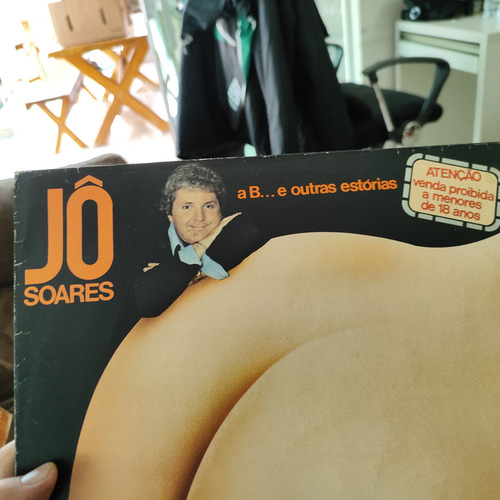 JÔ
SOARES
a B... e outras estórias
ATENÇÃO
venda proibida
a menores
de 18 anos